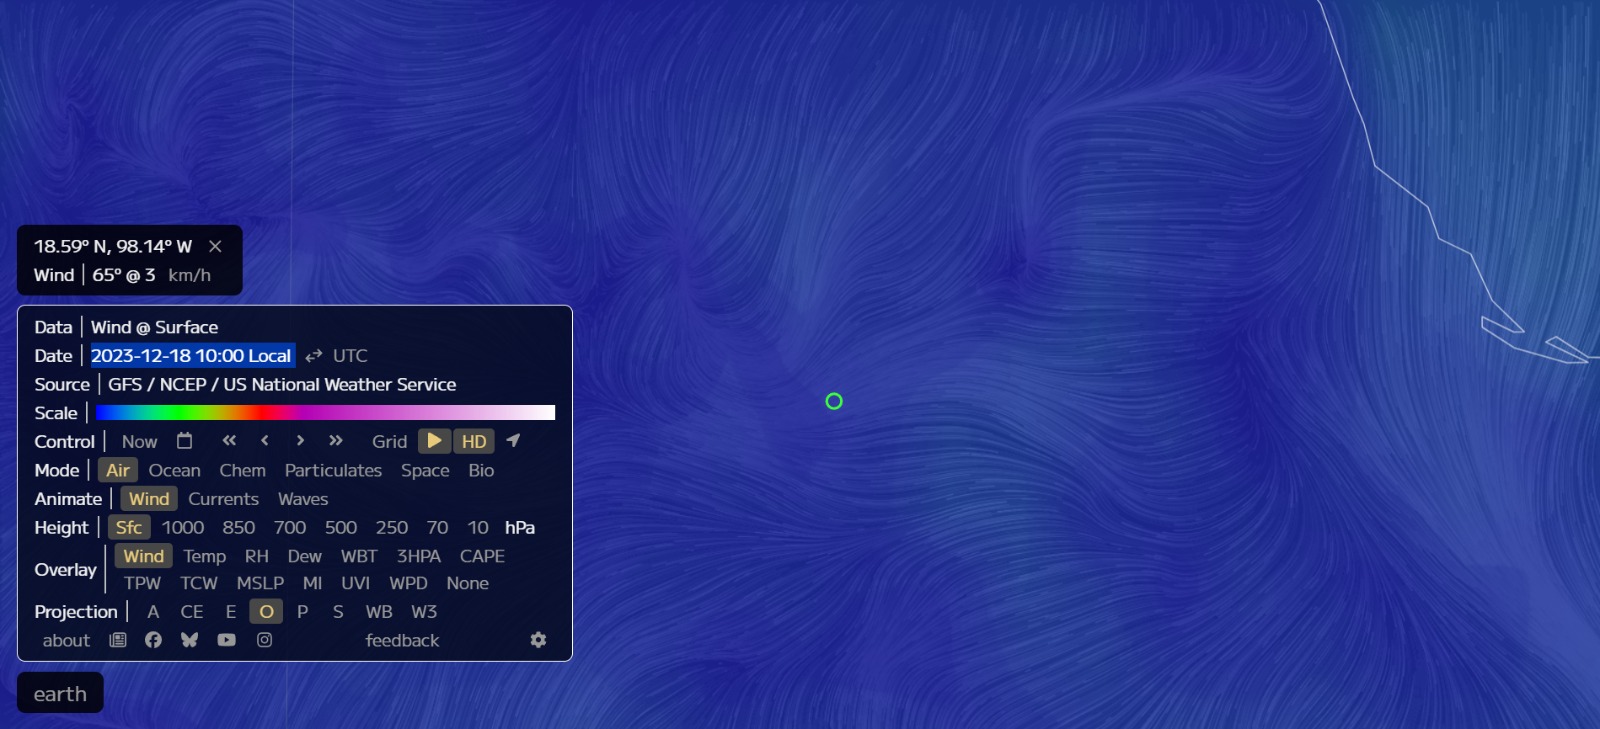 18.59° N, 98.14° W ×
Wind | 65° @ 3 km/h
Data | Wind @ Surface
Date | 2023-12-18 10:00 Local ⇄ UTC
Source | GFS / NCEP / US National Weather Service
Scale |
Control | Now « ‹ › » Grid ▶ HD
Mode | Air Ocean Chem Particulates Space Bio
Animate | Wind Currents Waves
Height | Sfc 1000 850 700 500 250 70 10 hPa
Overlay | Wind Temp RH Dew WBT 3HPA CAPE
TPW TCW MSLP MI UVI WPD None
Projection | A CE E O P S WB W3
about feedback
earth